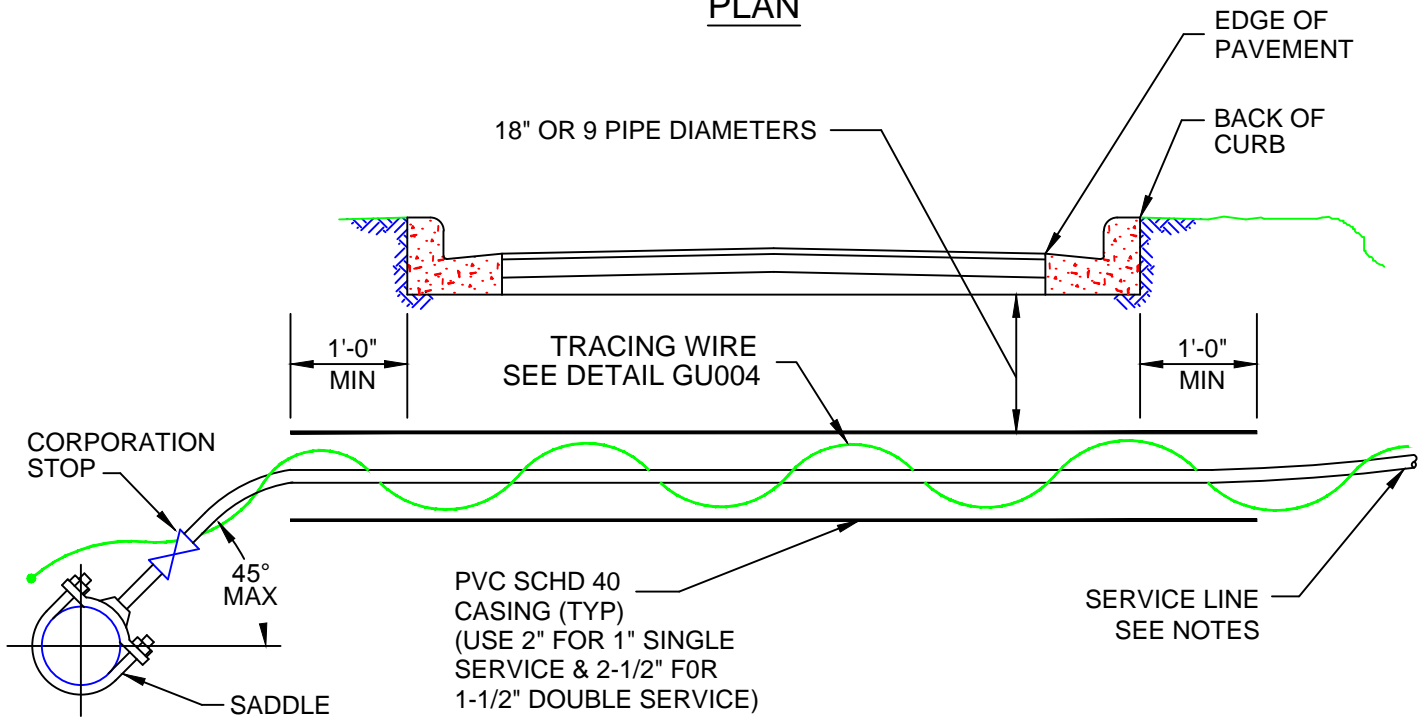 PLAN
EDGE OF
PAVEMENT
18" OR 9 PIPE DIAMETERS
BACK OF
CURB
1'-0"
MIN
TRACING WIRE
SEE DETAIL GU004
1'-0"
MIN
CORPORATION
STOP
45°
MAX
PVC SCHD 40
CASING (TYP)
(USE 2" FOR 1" SINGLE
SERVICE & 2-1/2" F0R
1-1/2" DOUBLE SERVICE)
SERVICE LINE
SEE NOTES
SADDLE